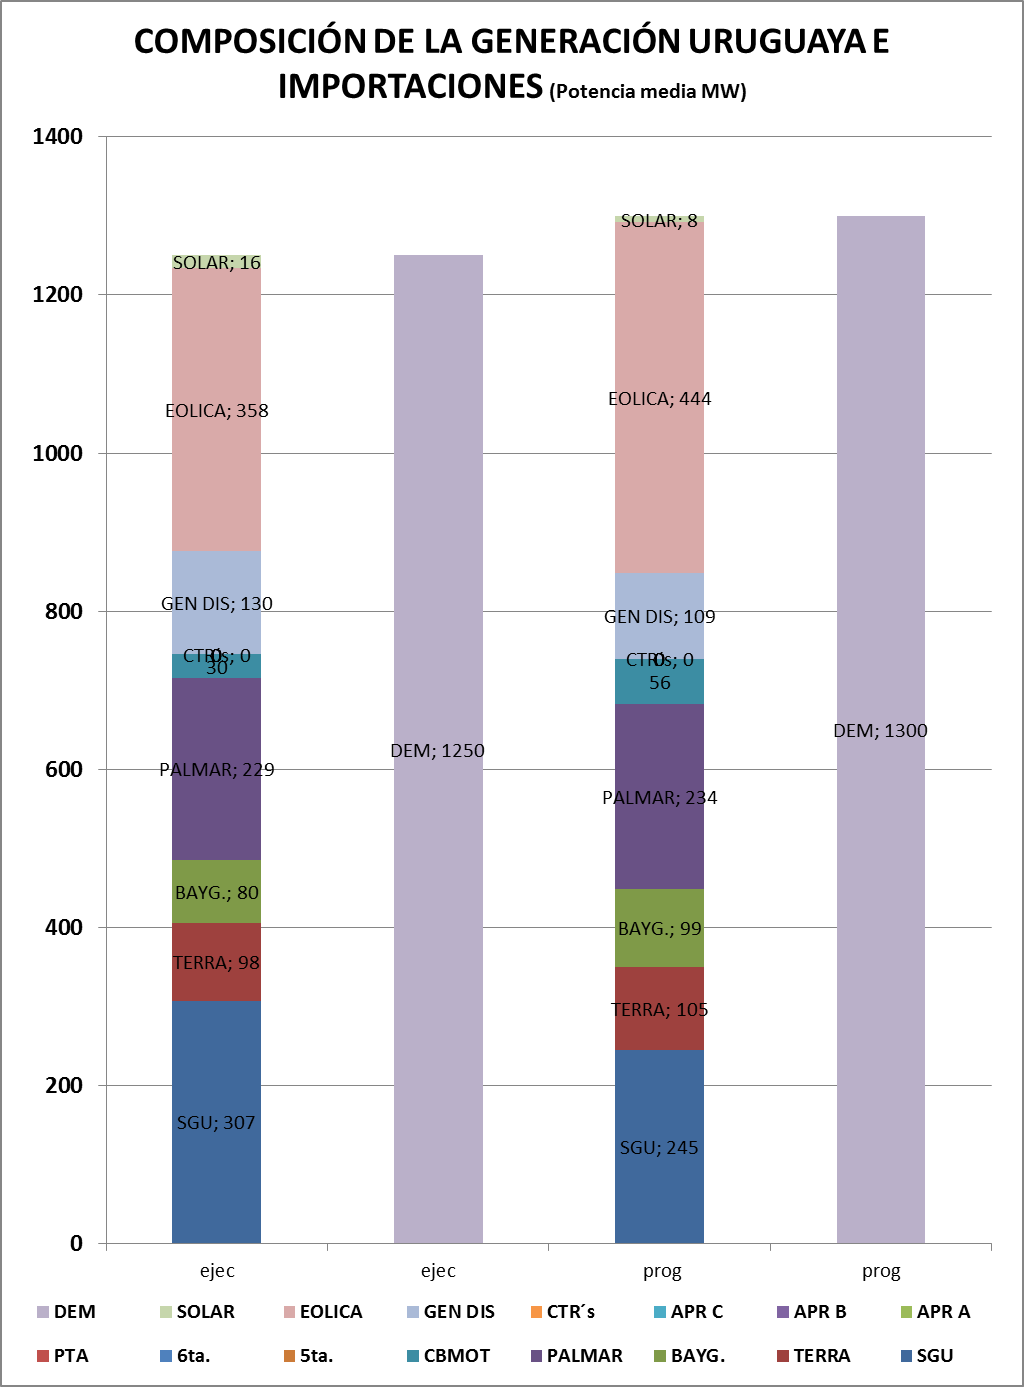 COMPOSICIÓN DE LA GENERACIÓN URUGUAYA E
IMPORTACIONES (Potencia media MW)
1400
1200
1000
800
600
400
200
0
SOLAR; 16
EOLICA; 358
GEN DIS; 130
CTR´s; 0
0
30
PALMAR; 229
BAYG.; 80
TERRA; 98
SGU; 307
DEM; 1250
SOLAR; 8
EOLICA; 444
GEN DIS; 109
CTR´s; 0
0
56
PALMAR; 234
BAYG.; 99
TERRA; 105
SGU; 245
DEM; 1300
ejec
ejec
prog
prog
DEM SOLAR EOLICA GEN DIS CTR´s APR C APR B APR A
PTA 6ta. 5ta. CBMOT PALMAR BAYG. TERRA SGU